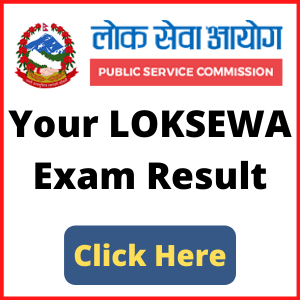 लोक सेवा आयोग
PUBLIC SERVICE COMMISSION
Your LOKSEWA
Exam Result
Click Here